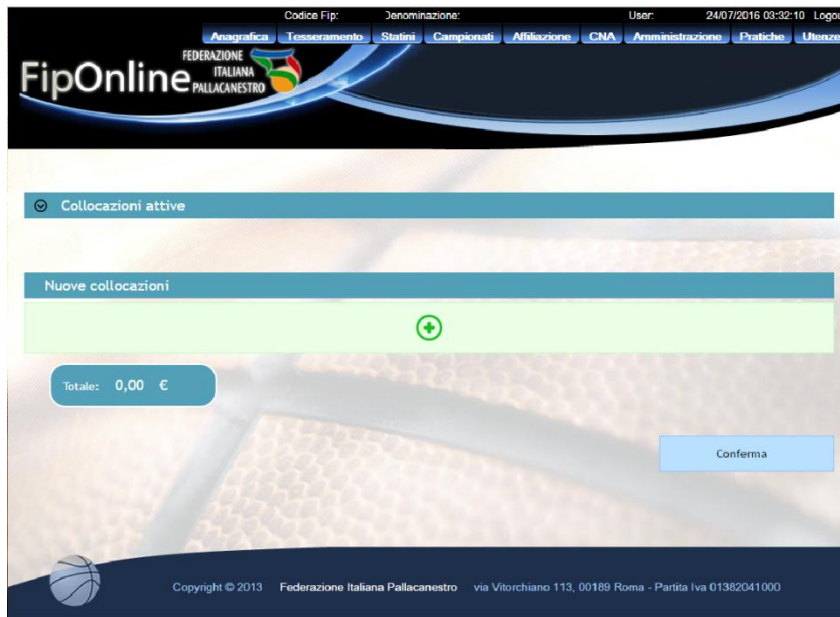 Codice Fip: Denominazione: User: 24/07/2016 03:32:10 Logout
Anagrafica Tesseramento Statini Campionati Affiliazione CNA Amministrazione Pratiche Utenze
FipOnline
FEDERAZIONE
ITALIANA
PALLACANESTRO
Collocazioni attive
Nuove collocazioni
Totale: 0,00 €
Conferma
Copyright © 2013 Federazione Italiana Pallacanestro via Vitorchiano 113, 00189 Roma - Partita Iva 01382041000